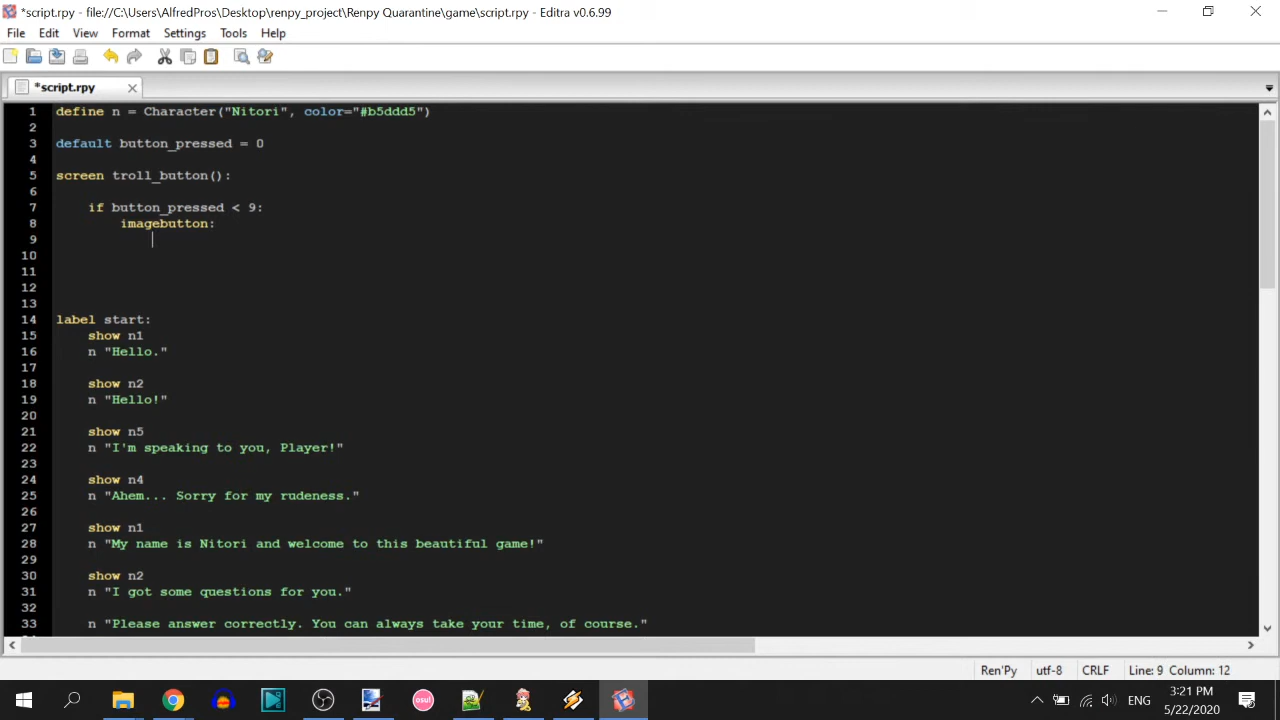 *script.rpy - file://C:\Users\AlfredPros\Desktop\renpy_project\Renpy Quarantine\game\script.rpy - Editra v0.6.99
File Edit View Format Settings Tools Help
*script.rpy
1 define n = Character("Nitori", color="#b5ddd5")
2
3 default button_pressed = 0
4
5 screen troll_button():
6
7 if button_pressed < 9:
8 imagebutton:
9
10
11
12
13
14 label start:
15 show n1
16 n "Hello."
17
18 show n2
19 n "Hello!"
20
21 show n5
22 n "I'm speaking to you, Player!"
23
24 show n4
25 n "Ahem... Sorry for my rudeness."
26
27 show n1
28 n "My name is Nitori and welcome to this beautiful game!"
29
30 show n2
31 n "I got some questions for you."
32
33 n "Please answer correctly. You can always take your time, of course."
Ren'Py utf-8 CRLF Line: 9 Column: 12
osu!
ENG
3:21 PM
5/22/2020